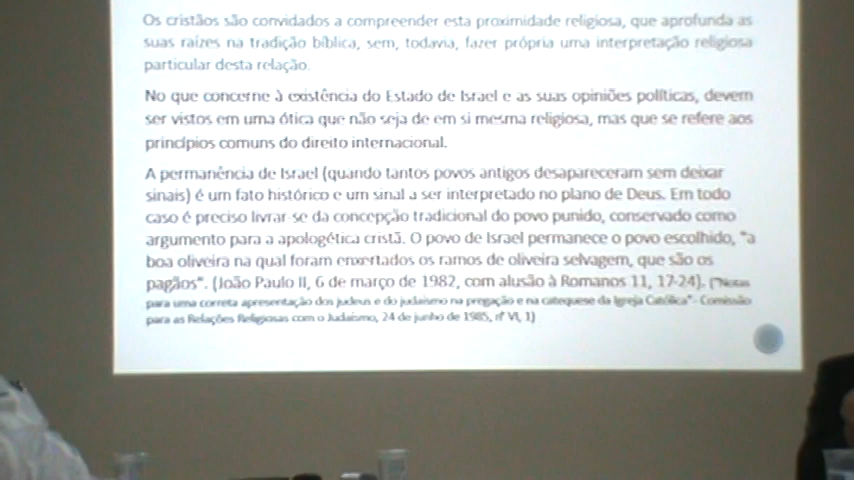 Os cristãos são convidados a compreender esta proximidade religiosa, que aprofunda as
suas raízes na tradição bíblica, sem, todavia, fazer própria uma interpretação religiosa
particular desta relação.
No que concerne à existência do Estado de Israel e as suas opiniões políticas, devem
ser vistos em uma ótica que não seja de em si mesma religiosa, mas que se refere aos
princípios comuns do direito internacional.
A permanência de Israel (quando tantos povos antigos desapareceram sem deixar
sinais) é um fato histórico e um sinal a ser interpretado no plano de Deus. Em todo
caso é preciso livrar-se da concepção tradicional do povo punido, conservado como
argumento para a apologética cristã. O povo de Israel permanece o povo escolhido, "a
boa oliveira na qual foram enxertados os ramos de oliveira selvagem, que são os
pagãos". (João Paulo II, 6 de março de 1982, com alusão à Romanos 11, 17-24). ("Notas
para uma correta apresentação dos judeus e do judaísmo na pregação e na catequese da Igreja Católica"- Comissão
para as Relações Religiosas com o Judaísmo, 24 de junho de 1985, nº VI, 1)